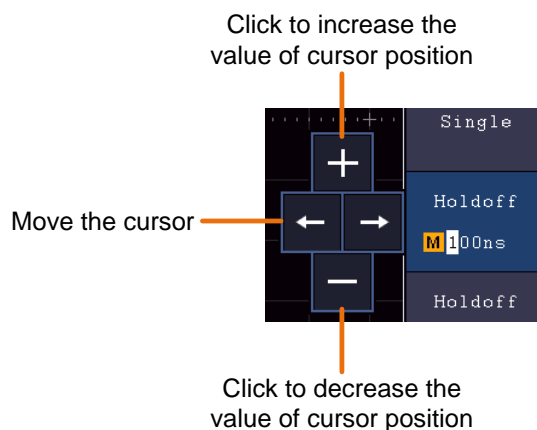 Click to increase the
value of cursor position
Single
Move the cursor
Holdoff
M 100ns
Holdoff
Click to decrease the
value of cursor position